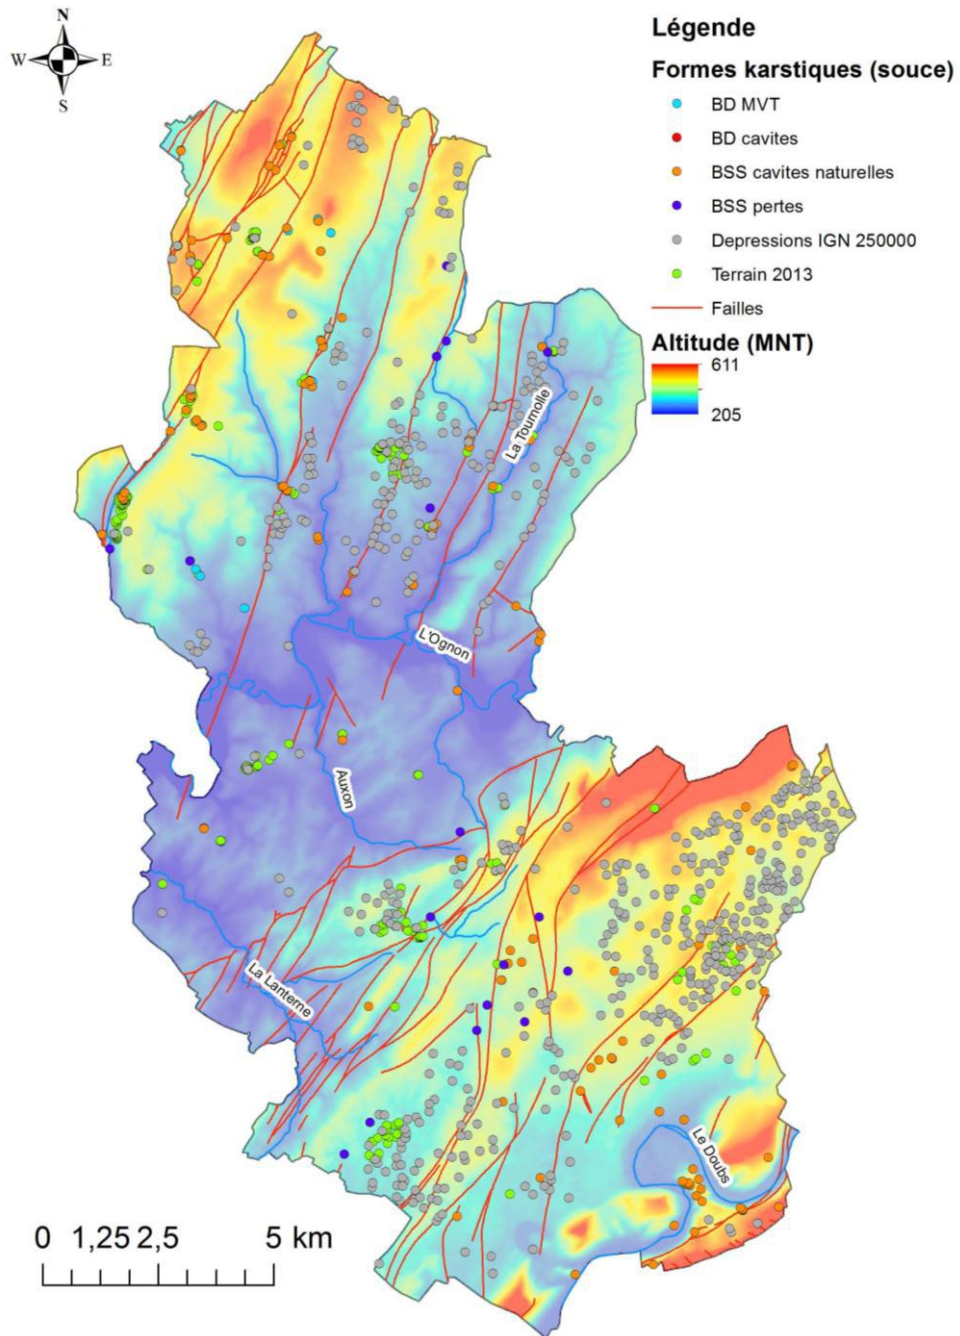 N
W E
S
Légende
Formes karstiques (souce)
BD MVT
BD cavites
BSS cavites naturelles
BSS pertes
Depressions IGN 250000
Terrain 2013
Failles
Altitude (MNT)
611
205
La Tournolle
L'Ognon
Auxon
La Lanterne
Le Doubs
0 1,25 2,5 5 km